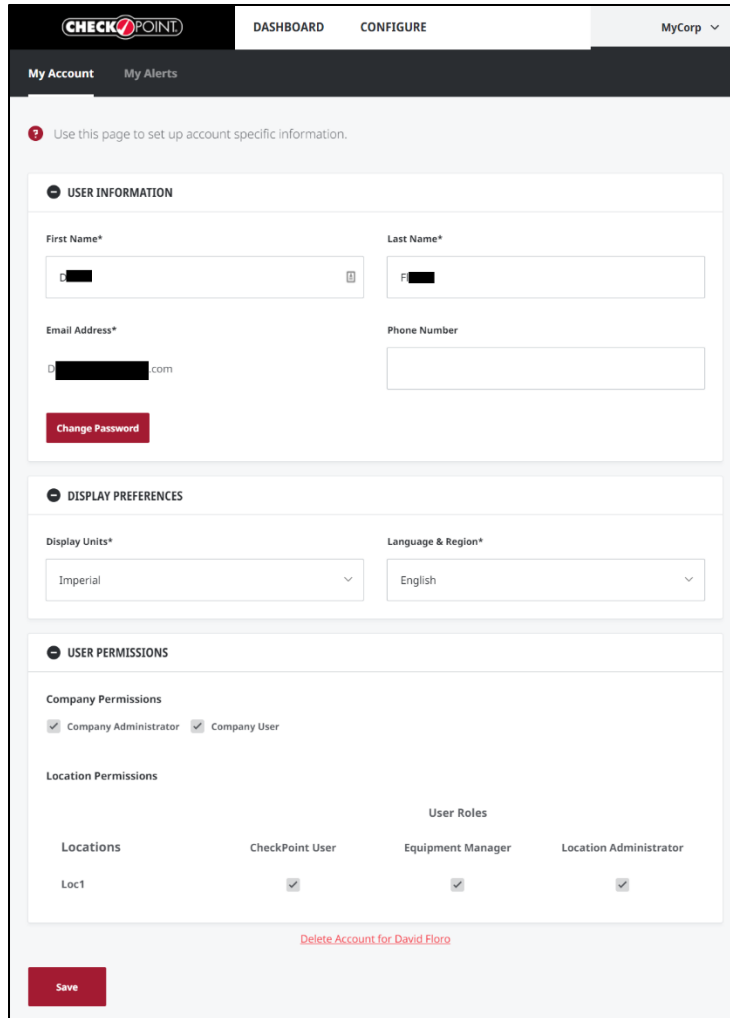 CHECKPOINT. DASHBOARD CONFIGURE MyCorp
My Account My Alerts
? Use this page to set up account specific information.
USER INFORMATION
First Name* Last Name*
D Fl
Email Address* Phone Number
D .com
Change Password
DISPLAY PREFERENCES
Display Units* Language & Region*
Imperial English
USER PERMISSIONS
Company Permissions
Company Administrator Company User
Location Permissions
User Roles
Locations CheckPoint User Equipment Manager Location Administrator
Loc1
Delete Account for David Floro
Save